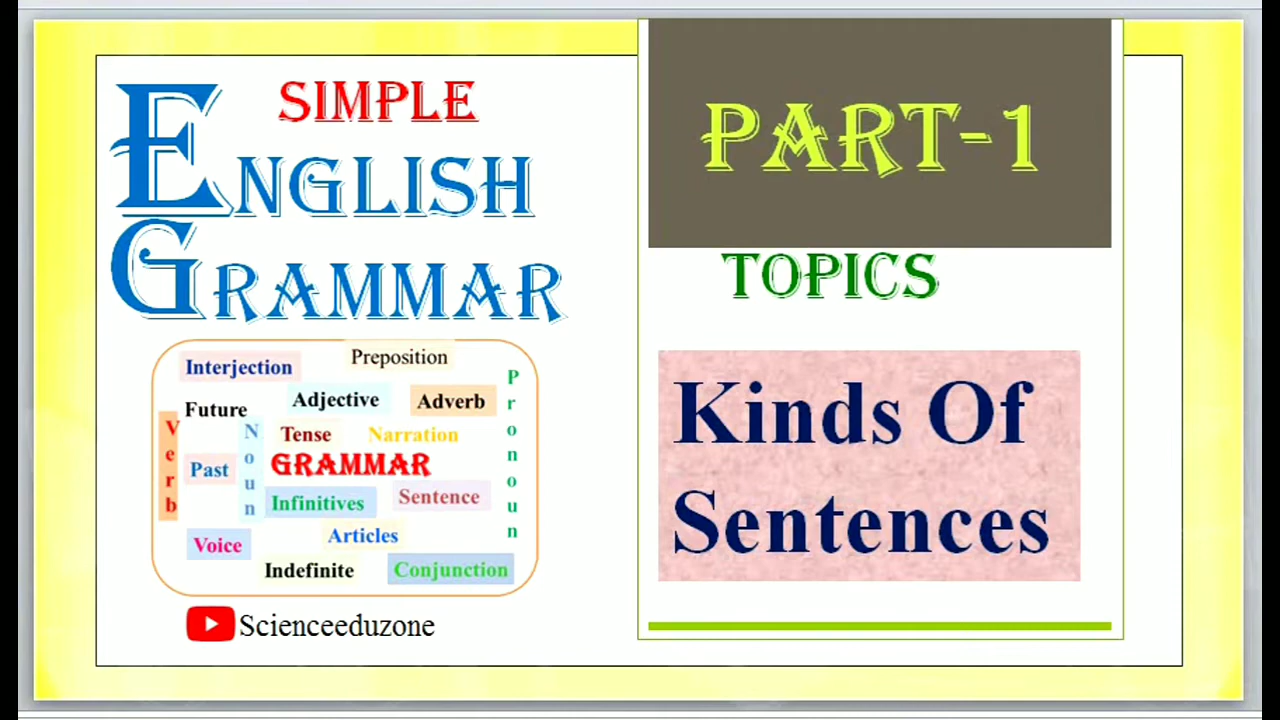 SIMPLE
ENGLISH
GRAMMAR
Interjection
Preposition
Adjective
Adverb
Future
Verb
Noun
Pronoun
Tense
Narration
Past
GRAMMAR
Infinitives
Sentence
Voice
Articles
Indefinite
Conjunction
Scienceeduzone
PART-1
TOPICS
Kinds Of
Sentences